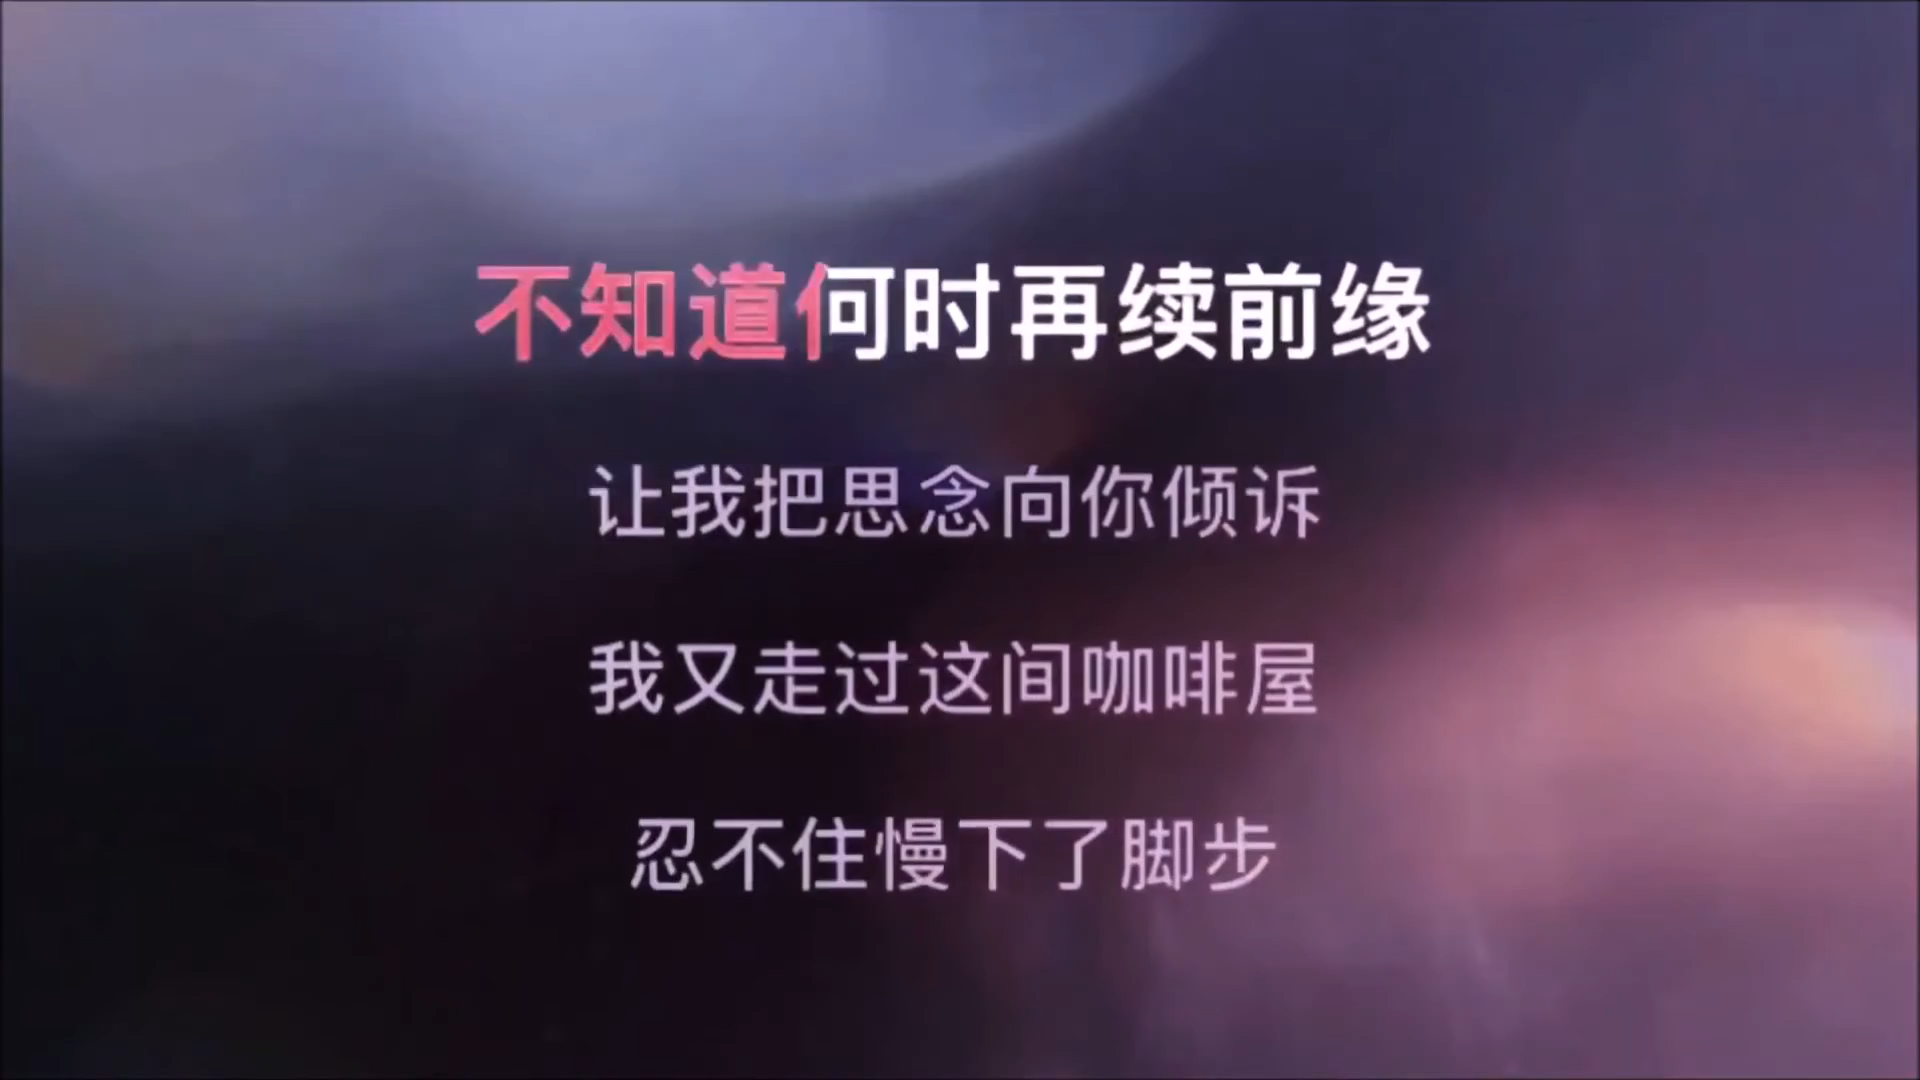 不知道何时再续前缘
让我把思念向你倾诉
我又走过这间咖啡屋
忍不住慢下了脚步